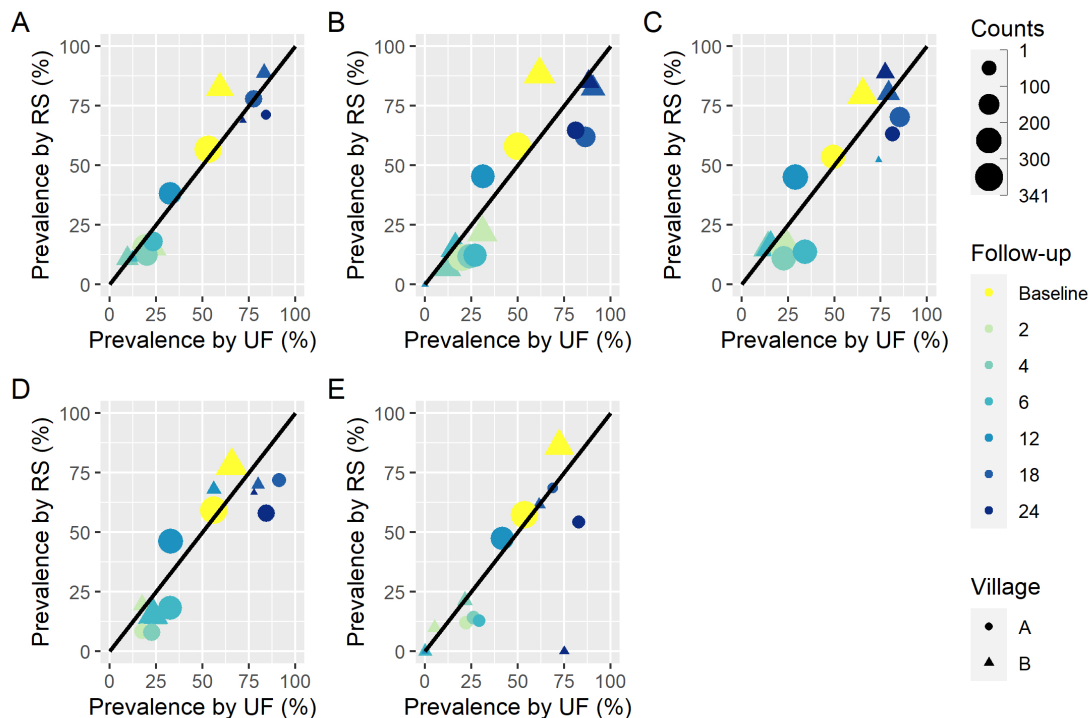 A
B
C
Prevalence by RS (%)
100
75
50
25
0
0 25 50 75 100
Prevalence by UF (%)
Prevalence by RS (%)
100
75
50
25
0
0 25 50 75 100
Prevalence by UF (%)
Prevalence by RS (%)
100
75
50
25
0
0 25 50 75 100
Prevalence by UF (%)
D
E
Prevalence by RS (%)
100
75
50
25
0
0 25 50 75 100
Prevalence by UF (%)
Prevalence by RS (%)
100
75
50
25
0
0 25 50 75 100
Prevalence by UF (%)
Counts
1
100
200
300
341
Follow-up
Baseline
2
4
6
12
18
24
Village
A
B